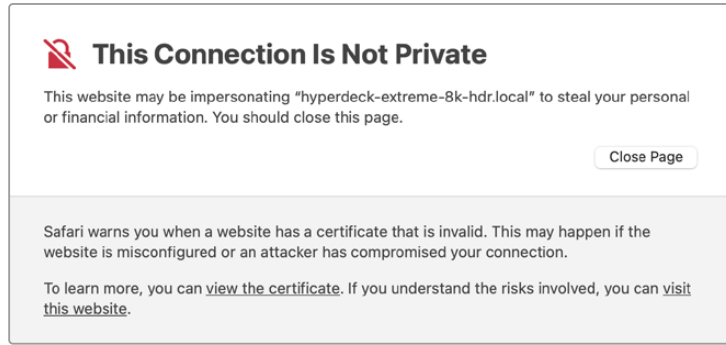 This Connection Is Not Private
This website may be impersonating “hyperdeck-extreme-8k-hdr.local” to steal your personal
or financial information. You should close this page.
Close Page
Safari warns you when a website has a certificate that is invalid. This may happen if the
website is misconfigured or an attacker has compromised your connection.
To learn more, you can view the certificate. If you understand the risks involved, you can visit
this website.